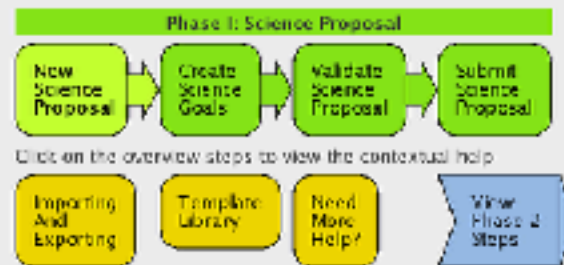 Phase I: Science Proposal
New
Science
Proposal
Create
Science
Goals
Validate
Science
Proposal
Submit
Science
Proposal
Click on the overview steps to view the contextual help
Importing
And
Exporting
Template
Library
Need
More
Help?
View
Phase 2
Steps